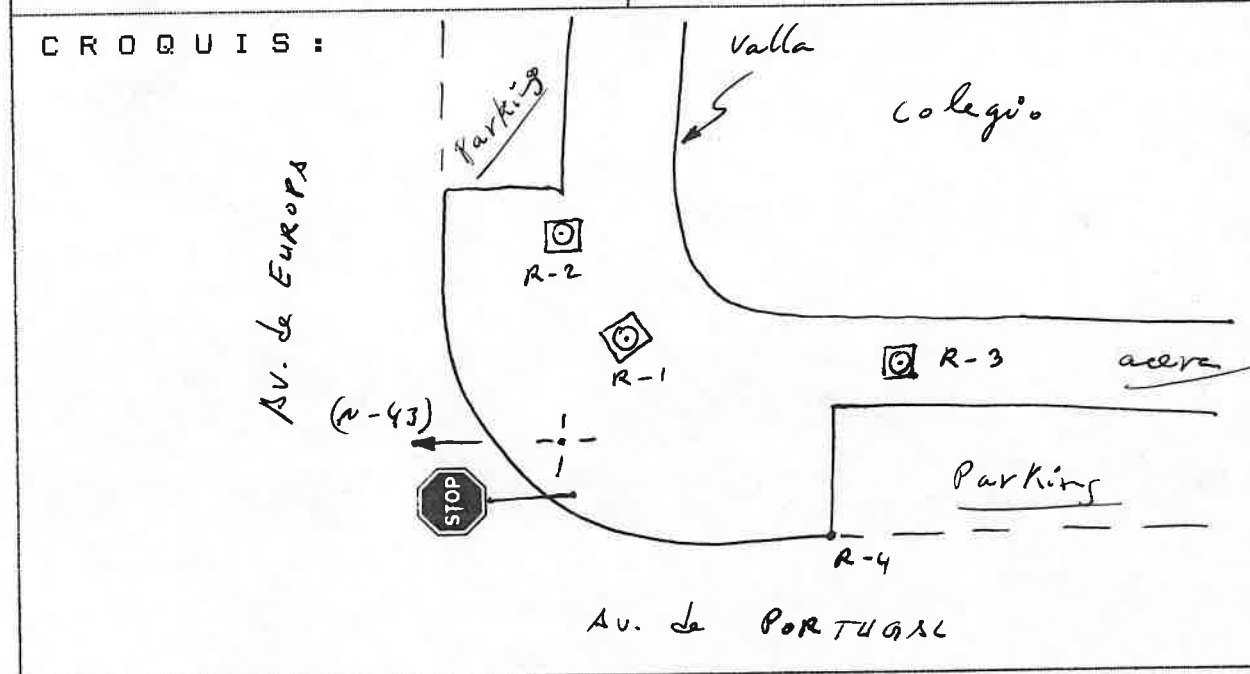 CROQUIS:
Valla
Colegio
Parking
Av. de EUROPA
R-2
R-1
R-3
acera
(N-43)
STOP
Parking
R-4
Av. de PORTUGAL